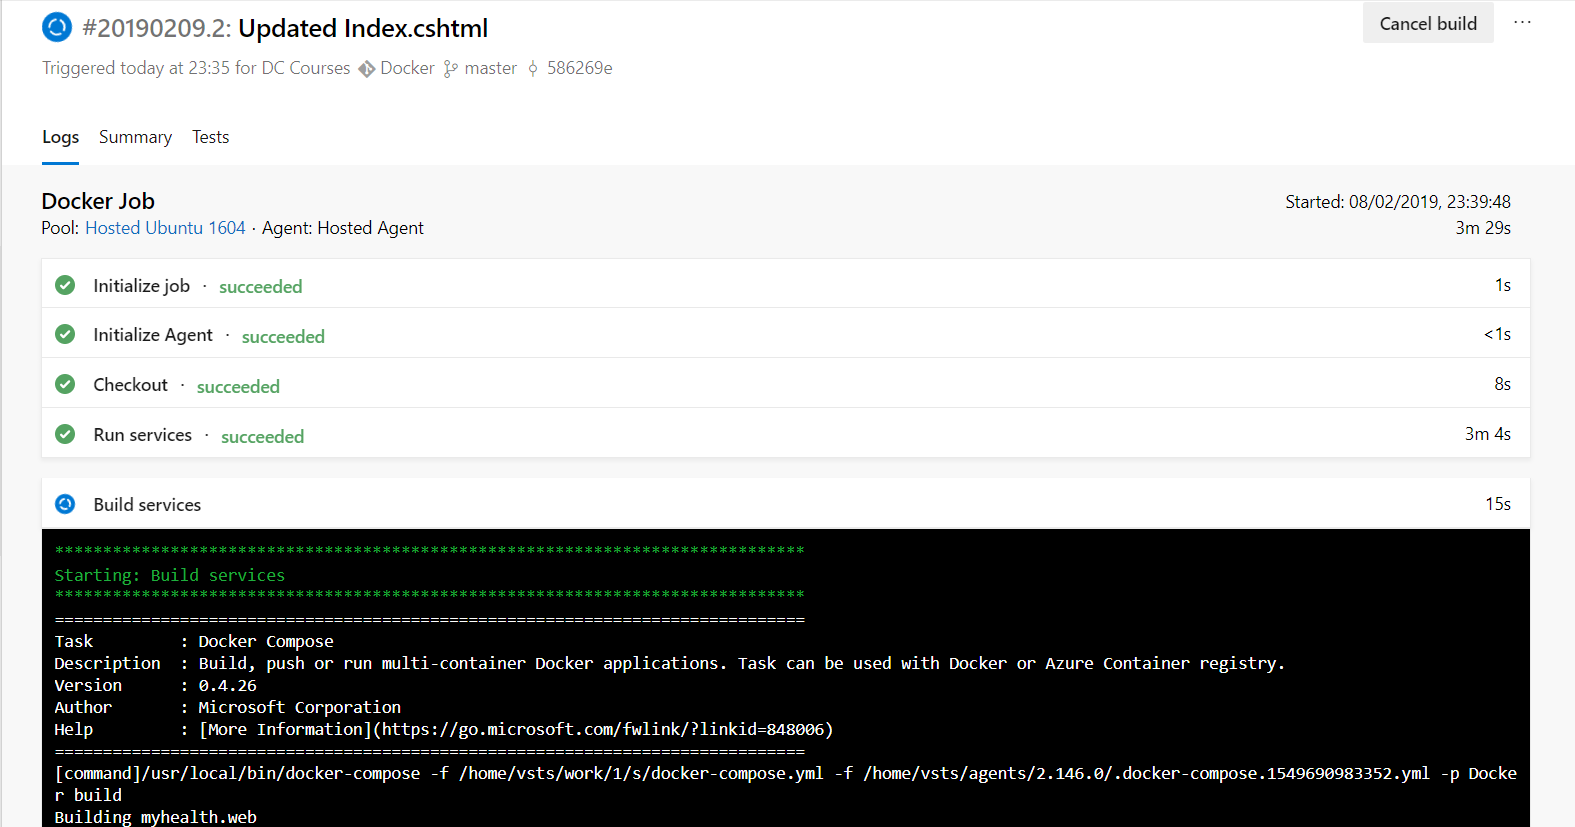 #20190209.2: Updated Index.cshtml
Cancel build
...
Triggered today at 23:35 for DC Courses Docker master 586269e
Logs Summary Tests
Docker Job
Started: 08/02/2019, 23:39:48
Pool: Hosted Ubuntu 1604 · Agent: Hosted Agent
3m 29s
Initialize job · succeeded 1s
Initialize Agent · succeeded <1s
Checkout · succeeded 8s
Run services · succeeded 3m 4s
Build services 15s
******************************************************************************
Starting: Build services
******************************************************************************
==============================================================================
Task         : Docker Compose
Description  : Build, push or run multi-container Docker applications. Task can be used with Docker or Azure Container registry.
Version      : 0.4.26
Author       : Microsoft Corporation
Help         : [More Information](https://go.microsoft.com/fwlink/?linkid=848006)
==============================================================================
[command]/usr/local/bin/docker-compose -f /home/vsts/work/1/s/docker-compose.yml -f /home/vsts/agents/2.146.0/.docker-compose.1549690983352.yml -p Docke
r build
Building myhealth.web